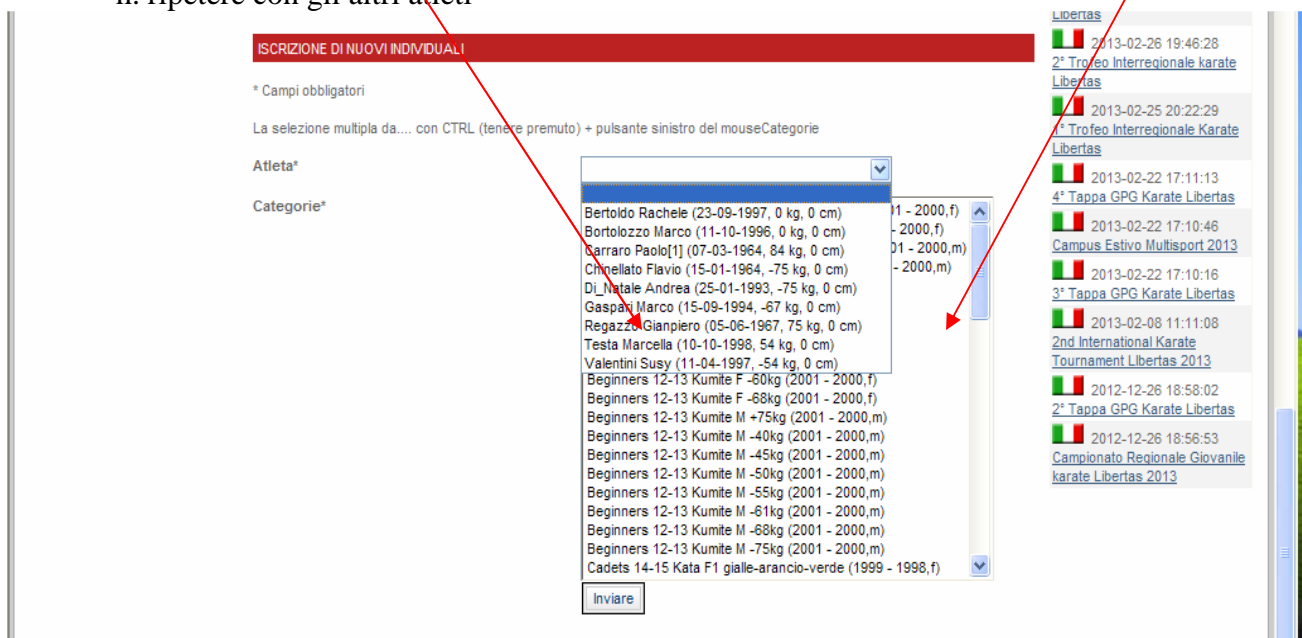 n. ripetere con gli altri atleti
ISCRIZIONE DI NUOVI INDIVIDUALI
* Campi obbligatori
La selezione multipla da.... con CTRL (tenere premuto) + pulsante sinistro del mouseCategorie
Atleta*
Categorie*
Bertoldo Rachele (23-09-1997, 0 kg, 0 cm)
Bortolozzo Marco (11-10-1996, 0 kg, 0 cm)
Carraro Paolo[1] (07-03-1964, 84 kg, 0 cm)
Chinellato Flavio (15-01-1964, -75 kg, 0 cm)
Di_Natale Andrea (25-01-1993, -75 kg, 0 cm)
Gaspari Marco (15-09-1994, -67 kg, 0 cm)
Regazzo Gianpiero (05-06-1967, 75 kg, 0 cm)
Testa Marcella (10-10-1998, 54 kg, 0 cm)
Valentini Susy (11-04-1997, -54 kg, 0 cm)
- 2000,f)
- 2000,f)
- 2000,m)
- 2000,m)
Beginners 12-13 Kumite F -60kg (2001 - 2000,f)
Beginners 12-13 Kumite F -68kg (2001 - 2000,f)
Beginners 12-13 Kumite M +75kg (2001 - 2000,m)
Beginners 12-13 Kumite M -40kg (2001 - 2000,m)
Beginners 12-13 Kumite M -45kg (2001 - 2000,m)
Beginners 12-13 Kumite M -50kg (2001 - 2000,m)
Beginners 12-13 Kumite M -55kg (2001 - 2000,m)
Beginners 12-13 Kumite M -61kg (2001 - 2000,m)
Beginners 12-13 Kumite M -68kg (2001 - 2000,m)
Beginners 12-13 Kumite M -75kg (2001 - 2000,m)
Cadets 14-15 Kata F1 gialle-arancio-verde (1999 - 1998,f)
Inviare
Libertas
2013-02-26 19:46:28
2° Trofeo Interregionale karate
Libertas
2013-02-25 20:22:29
1° Trofeo Interregionale Karate
Libertas
2013-02-22 17:11:13
4° Tappa GPG Karate Libertas
2013-02-22 17:10:46
Campus Estivo Multisport 2013
2013-02-22 17:10:16
3° Tappa GPG Karate Libertas
2013-02-08 11:11:08
2nd International Karate
Tournament LIbertas 2013
2012-12-26 18:58:02
2° Tappa GPG Karate Libertas
2012-12-26 18:56:53
Campionato Regionale Giovanile
karate Libertas 2013